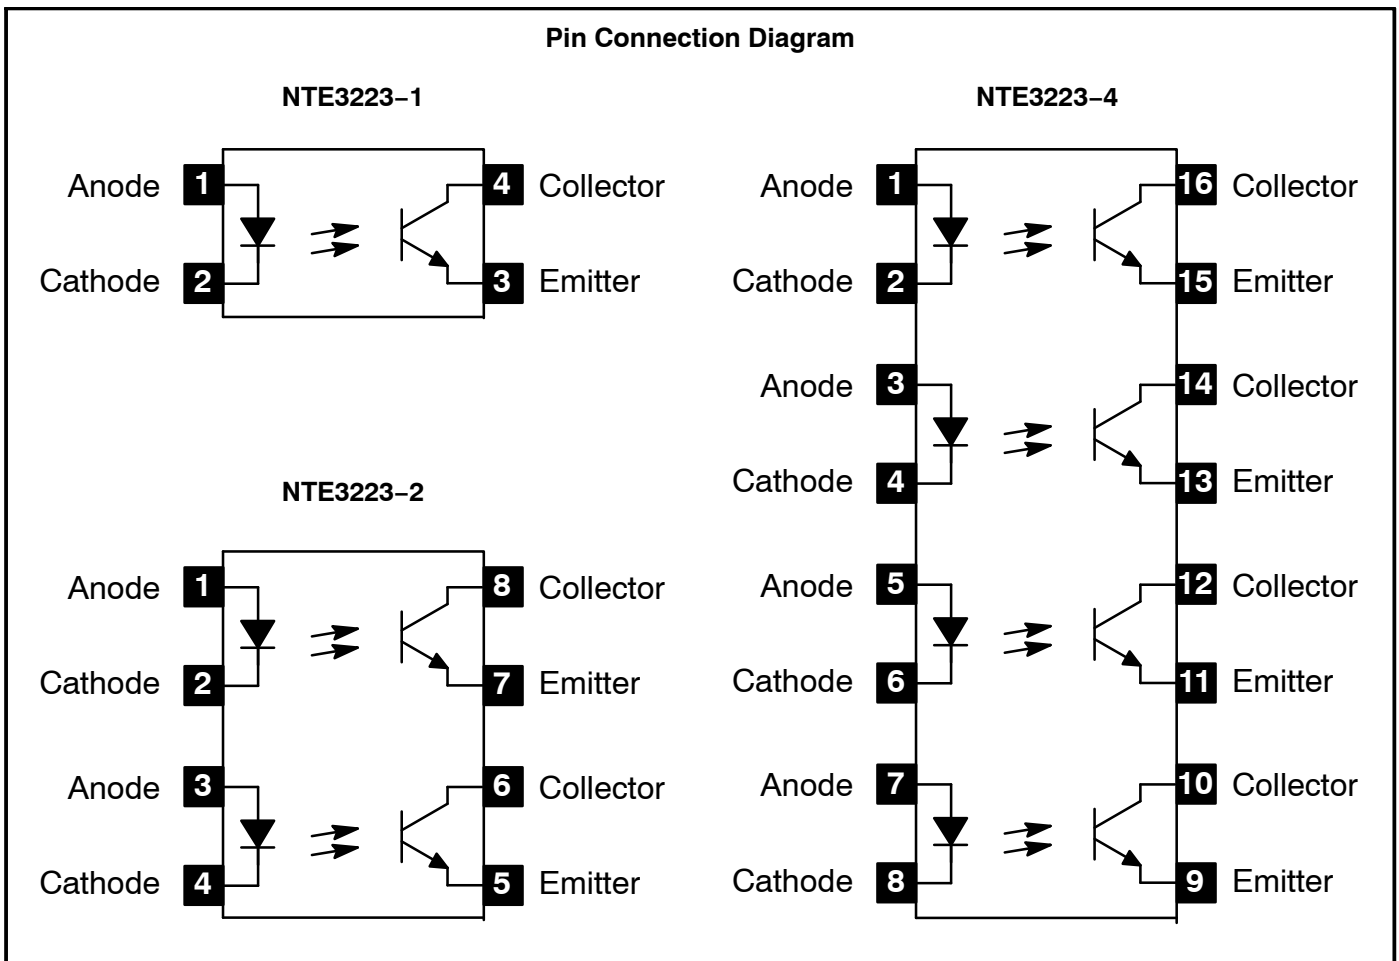 Pin Connection Diagram
NTE3223–1
Anode 1 4 Collector
Cathode 2 3 Emitter
NTE3223–2
Anode 1 8 Collector
Cathode 2 7 Emitter
Anode 3 6 Collector
Cathode 4 5 Emitter
NTE3223–4
Anode 1 16 Collector
Cathode 2 15 Emitter
Anode 3 14 Collector
Cathode 4 13 Emitter
Anode 5 12 Collector
Cathode 6 11 Emitter
Anode 7 10 Collector
Cathode 8 9 Emitter